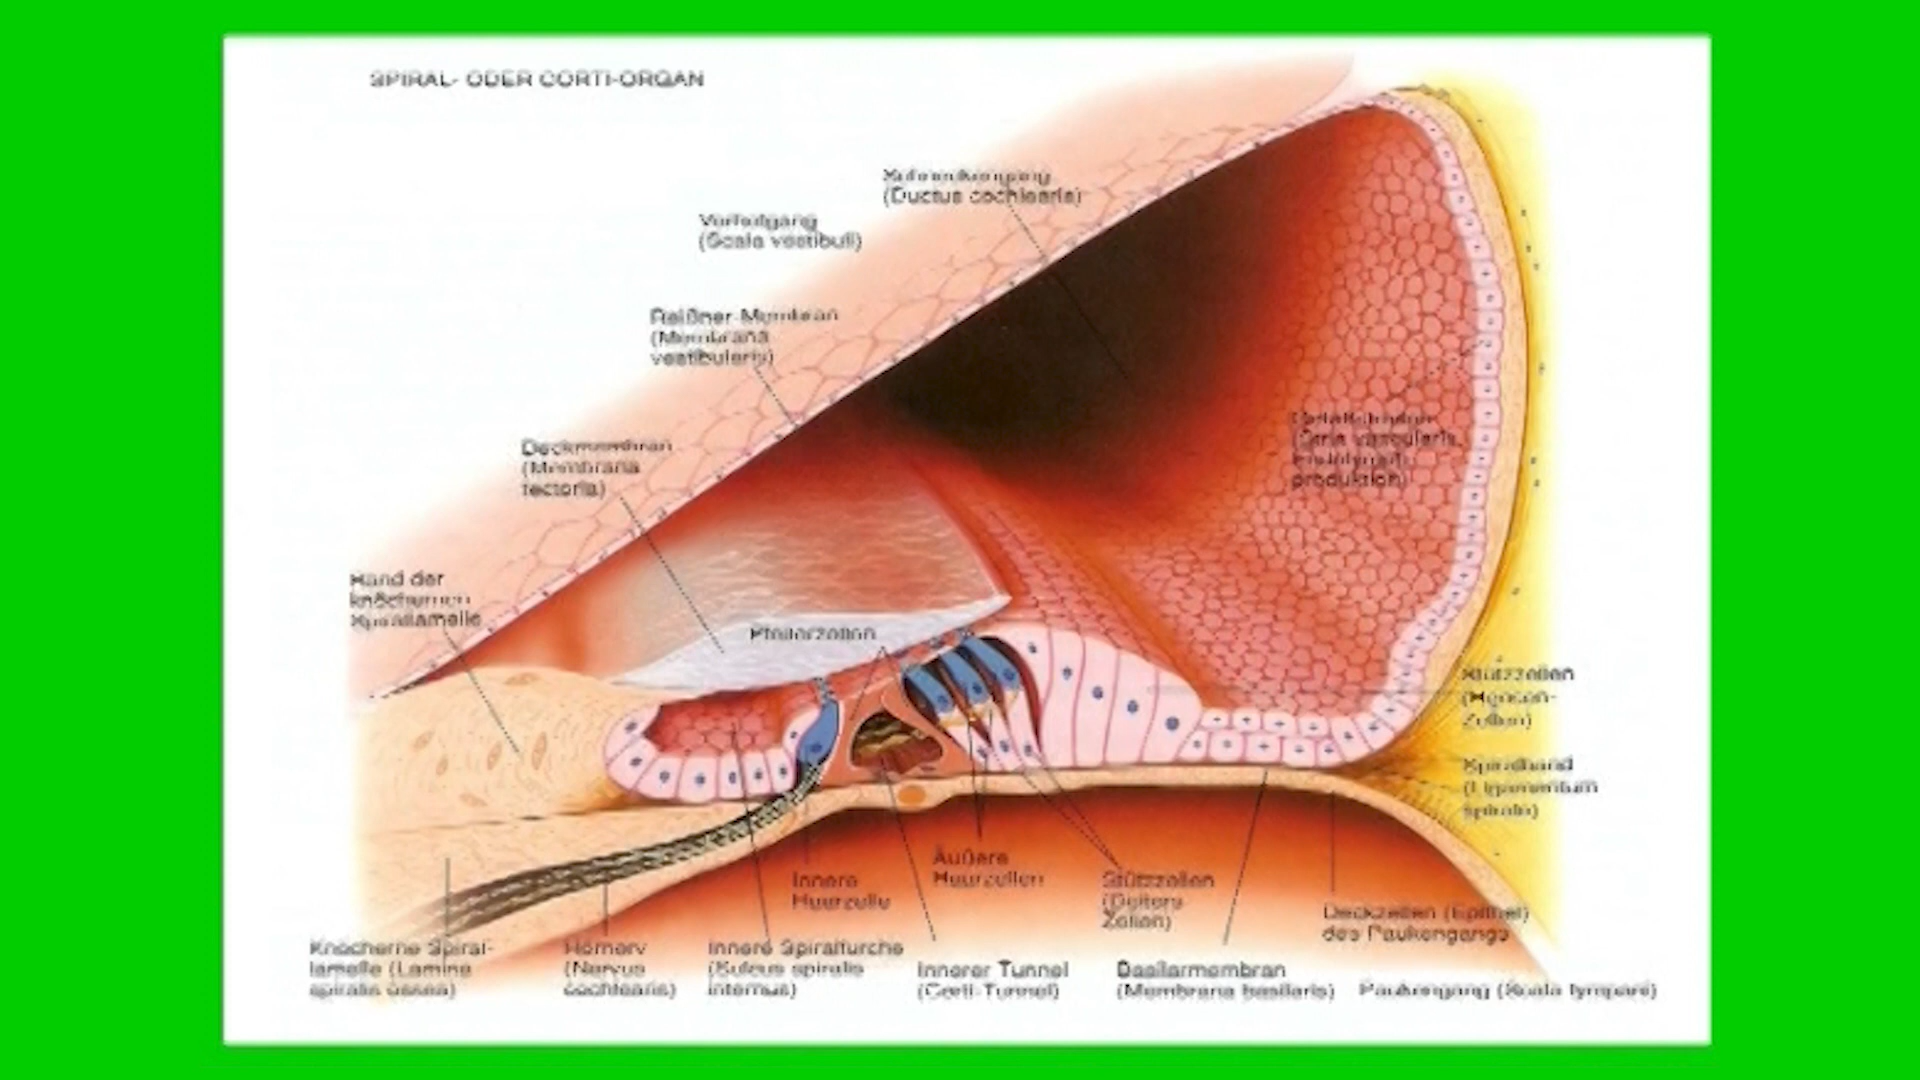 SPIRAL- ODER CORTI-ORGAN
(Ductus cochlearis)
Vorhofgang
(Scala vestibuli)
Reißner-Membran
(Membrana
vestibularis)
Deckmembran
(Membrana
tectoria)
Rand der
knöchernen
Spirallamelle
Pfeilerzellen
(Stria vascularis,
produktion)
Stützzellen
(Hensen-
Zellen)
Spiralband
(Ligamentum
spirale)
Äußere
Haarzellen
Innere
Haarzelle
Stützzellen
(Deiters-
Zellen)
Deckzellen (Epithel)
des Paukengangs
Knöcherne Spiral-
lamelle (Lamina
spiralis ossea)
Hörnerv
(Nervus
cochlearis)
Innere Spiralfurche
(Sulcus spiralis
internus)
Innerer Tunnel
(Corti-Tunnel)
Basilarmembran
(Membrana basilaris)
Paukengang (Scala tympani)